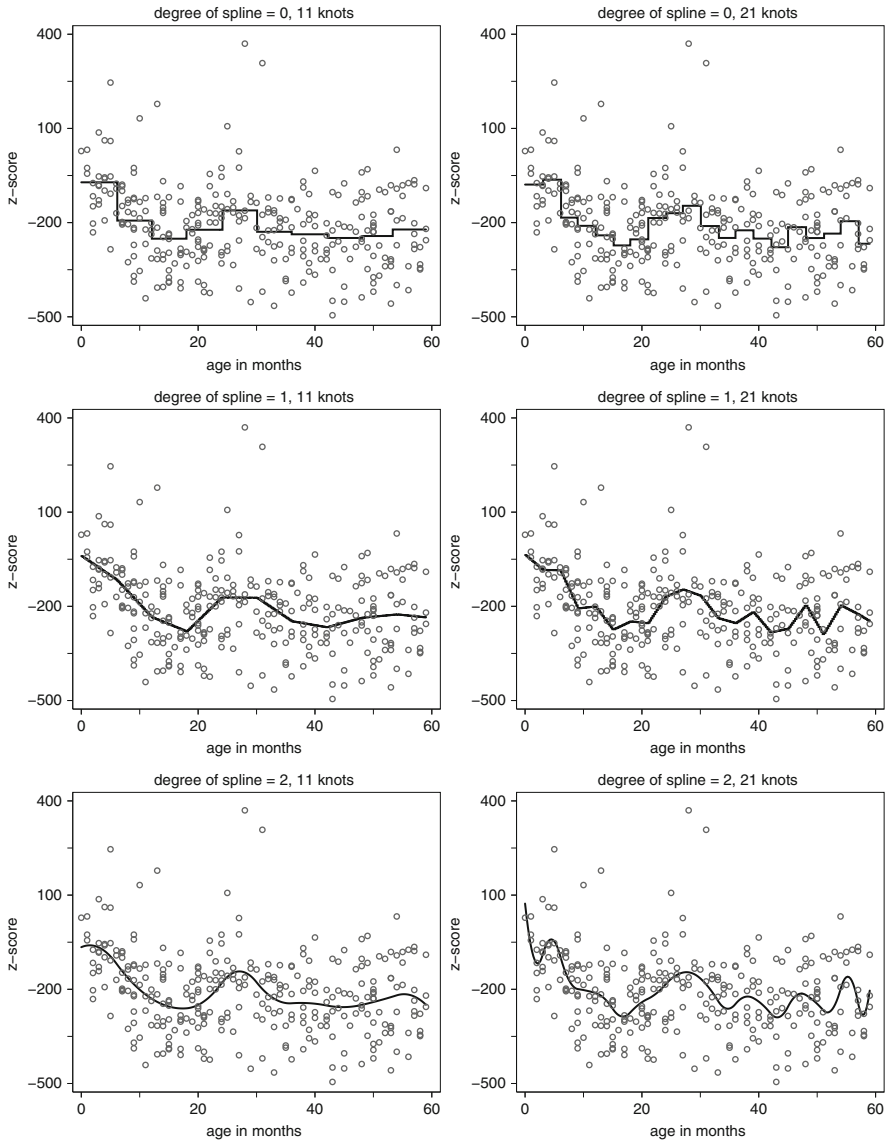 degree of spline = 0, 11 knots
400
100
−200
−500
z−score
0
20
40
60
age in months
degree of spline = 0, 21 knots
400
100
−200
−500
z−score
0
20
40
60
age in months
degree of spline = 1, 11 knots
400
100
−200
−500
z−score
0
20
40
60
age in months
degree of spline = 1, 21 knots
400
100
−200
−500
z−score
0
20
40
60
age in months
degree of spline = 2, 11 knots
400
100
−200
−500
z−score
0
20
40
60
age in months
degree of spline = 2, 21 knots
400
100
−200
−500
z−score
0
20
40
60
age in months